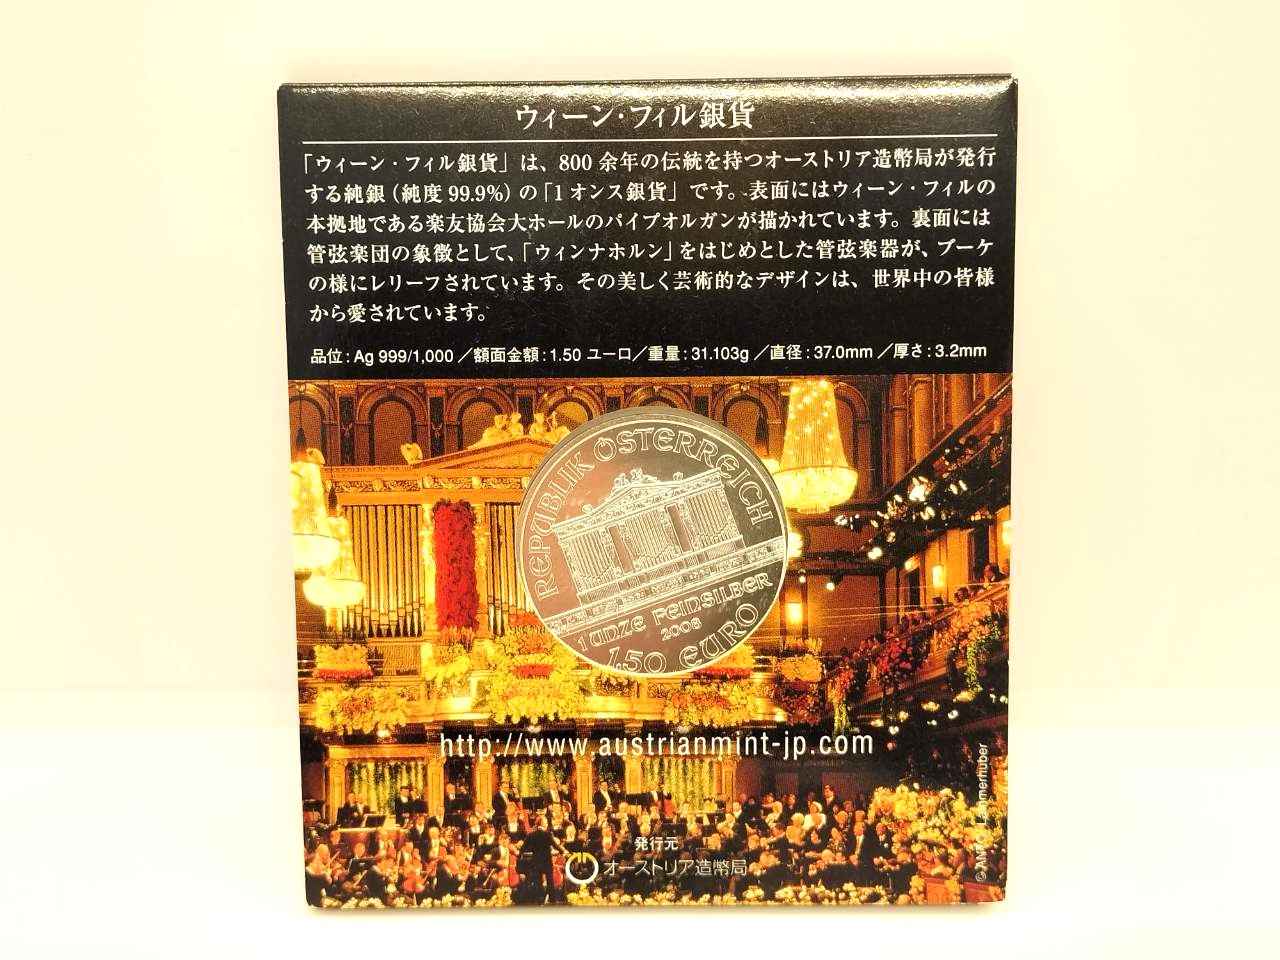 ウィーン・フィル銀貨
「ウィーン・フィル銀貨」は、800 余年の伝統を持つオーストリア造幣局が発行
する純銀（純度 99.9%）の「1 オンス銀貨」です。表面にはウィーン・フィルの
本拠地である楽友協会大ホールのパイプオルガンが描かれています。裏面には
管弦楽団の象徴として、「ウィンナホルン」をはじめとした管弦楽器が、ブーケ
の様にレリーフされています。その美しく芸術的なデザインは、世界中の皆様
から愛されています。
品位 : Ag 999/1,000 ／額面金額 : 1.50 ユーロ／重量 : 31.103g ／直径 : 37.0mm ／厚さ : 3.2mm
REPUBLIK ÖSTERREICH
1 UNZE FEINSILBER
2008
1.50 EURO
http://www.austrianmint-jp.com
Lammerhuber
発行元
オーストリア造幣局